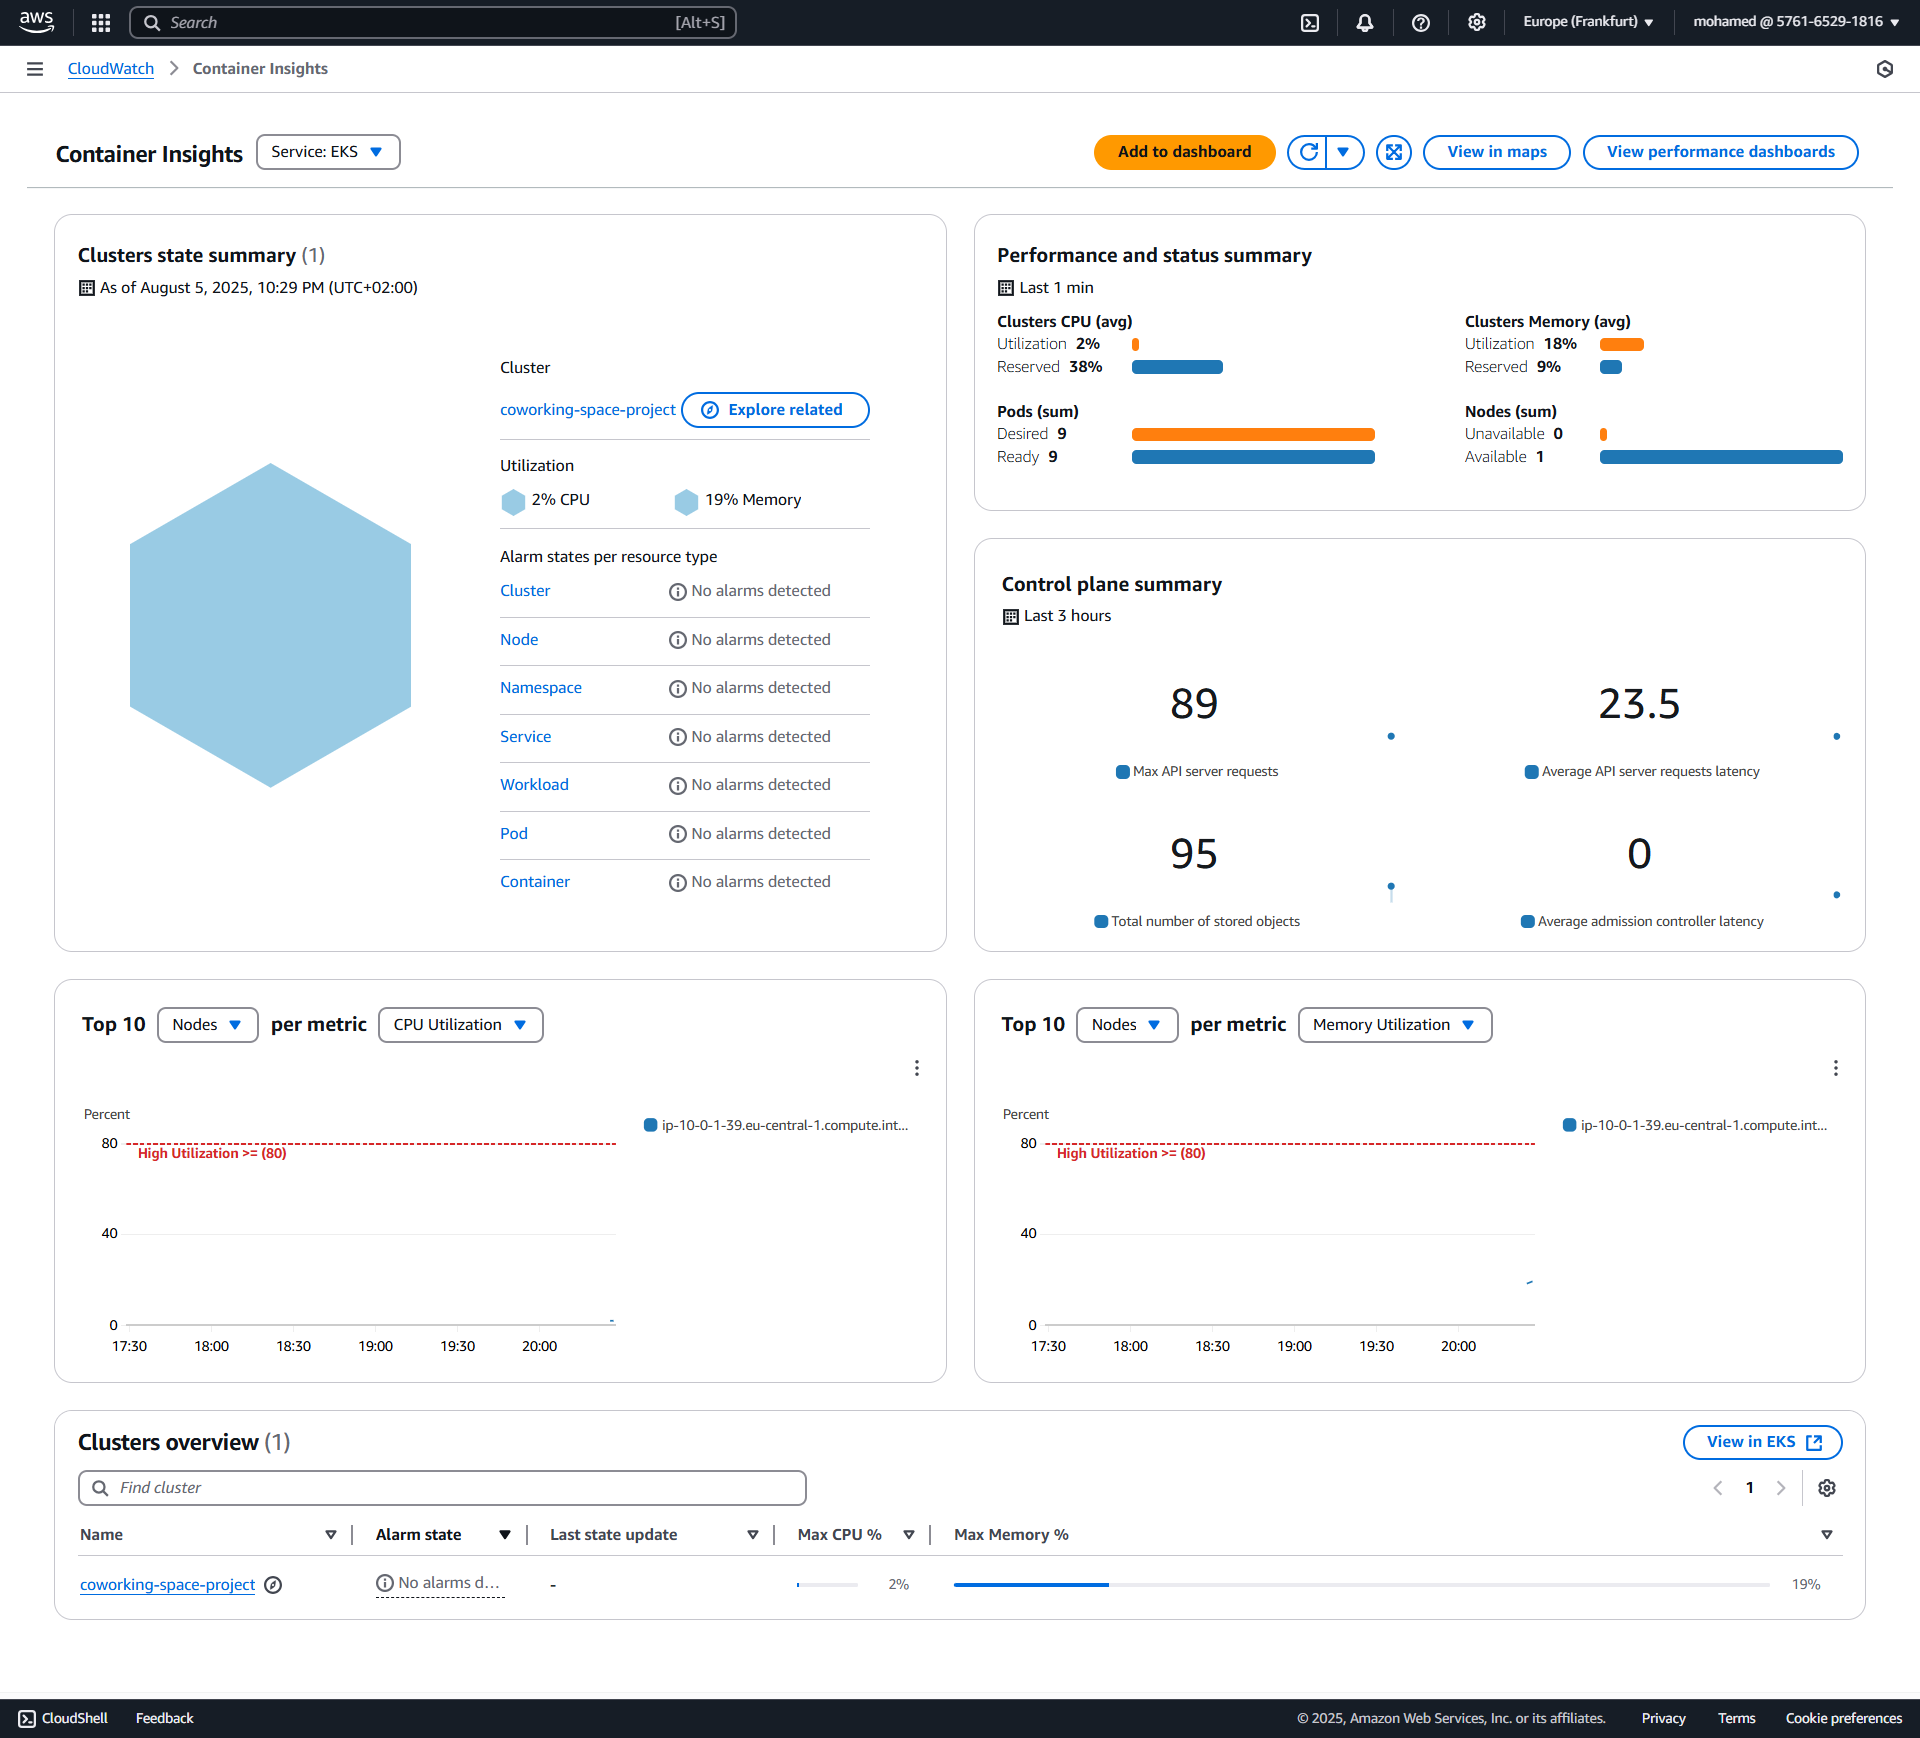 aws
Search [Alt+S]
Europe (Frankfurt)
mohamed @ 5761-6529-1816
CloudWatch
Container Insights
Container Insights
Service: EKS
Add to dashboard
View in maps
View performance dashboards
Clusters state summary (1)
As of August 5, 2025, 10:29 PM (UTC+02:00)
Cluster
coworking-space-project
Explore related
Utilization
2% CPU
19% Memory
Alarm states per resource type
Cluster No alarms detected
Node No alarms detected
Namespace No alarms detected
Service No alarms detected
Workload No alarms detected
Pod No alarms detected
Container No alarms detected
Performance and status summary
Last 1 min
Clusters CPU (avg)
Utilization 2%
Reserved 38%
Clusters Memory (avg)
Utilization 18%
Reserved 9%
Pods (sum)
Desired 9
Ready 9
Nodes (sum)
Unavailable 0
Available 1
Control plane summary
Last 3 hours
89
Max API server requests
23.5
Average API server requests latency
95
Total number of stored objects
0
Average admission controller latency
Top 10 Nodes per metric CPU Utilization
Percent
80
High Utilization >= (80)
40
0
17:30 18:00 18:30 19:00 19:30 20:00
ip-10-0-1-39.eu-central-1.compute.int...
Top 10 Nodes per metric Memory Utilization
Percent
80
High Utilization >= (80)
40
0
17:30 18:00 18:30 19:00 19:30 20:00
ip-10-0-1-39.eu-central-1.compute.int...
Clusters overview (1)
View in EKS
Find cluster
1
Name Alarm state Last state update Max CPU % Max Memory %
coworking-space-project No alarms d... - 2% 19%
CloudShell Feedback
© 2025, Amazon Web Services, Inc. or its affiliates. Privacy Terms Cookie preferences